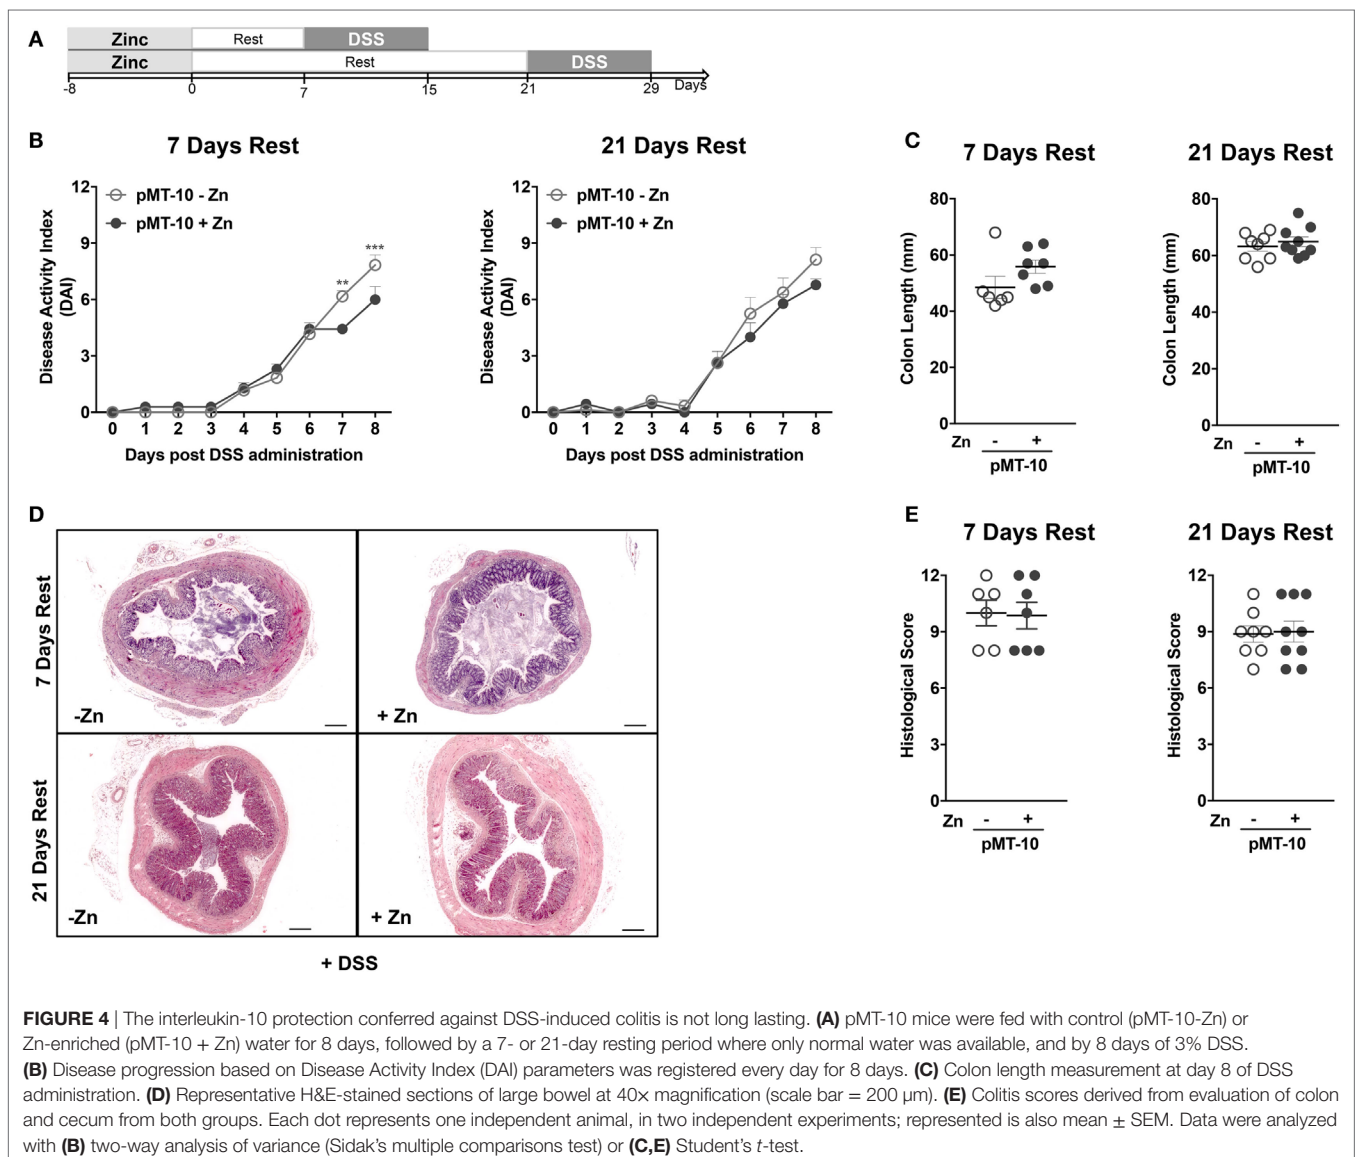 A
Zinc
Rest
DSS
Zinc
Rest
DSS
-8
0
7
15
21
29
Days
B
7 Days Rest
12
9
6
3
0
Disease Activity Index
(DAI)
pMT-10 - Zn
pMT-10 + Zn
**
***
0 1 2 3 4 5 6 7 8
Days post DSS administration
21 Days Rest
12
9
6
3
0
Disease Activity Index
(DAI)
pMT-10 - Zn
pMT-10 + Zn
0 1 2 3 4 5 6 7 8
Days post DSS administration
C
7 Days Rest
80
60
40
20
0
Colon Length (mm)
Zn - +
pMT-10
21 Days Rest
80
60
40
20
0
Colon Length (mm)
Zn - +
pMT-10
D
7 Days Rest
-Zn
+ Zn
21 Days Rest
-Zn
+ Zn
+ DSS
E
7 Days Rest
12
9
6
3
0
Histological Score
Zn - +
pMT-10
21 Days Rest
12
9
6
3
0
Histological Score
Zn - +
pMT-10
FIGURE 4 | The interleukin-10 protection conferred against DSS-induced colitis is not long lasting. (A) pMT-10 mice were fed with control (pMT-10-Zn) or
Zn-enriched (pMT-10 + Zn) water for 8 days, followed by a 7- or 21-day resting period where only normal water was available, and by 8 days of 3% DSS.
(B) Disease progression based on Disease Activity Index (DAI) parameters was registered every day for 8 days. (C) Colon length measurement at day 8 of DSS
administration. (D) Representative H&E-stained sections of large bowel at 40× magnification (scale bar = 200 µm). (E) Colitis scores derived from evaluation of colon
and cecum from both groups. Each dot represents one independent animal, in two independent experiments; represented is also mean ± SEM. Data were analyzed
with (B) two-way analysis of variance (Sidak's multiple comparisons test) or (C,E) Student's t-test.